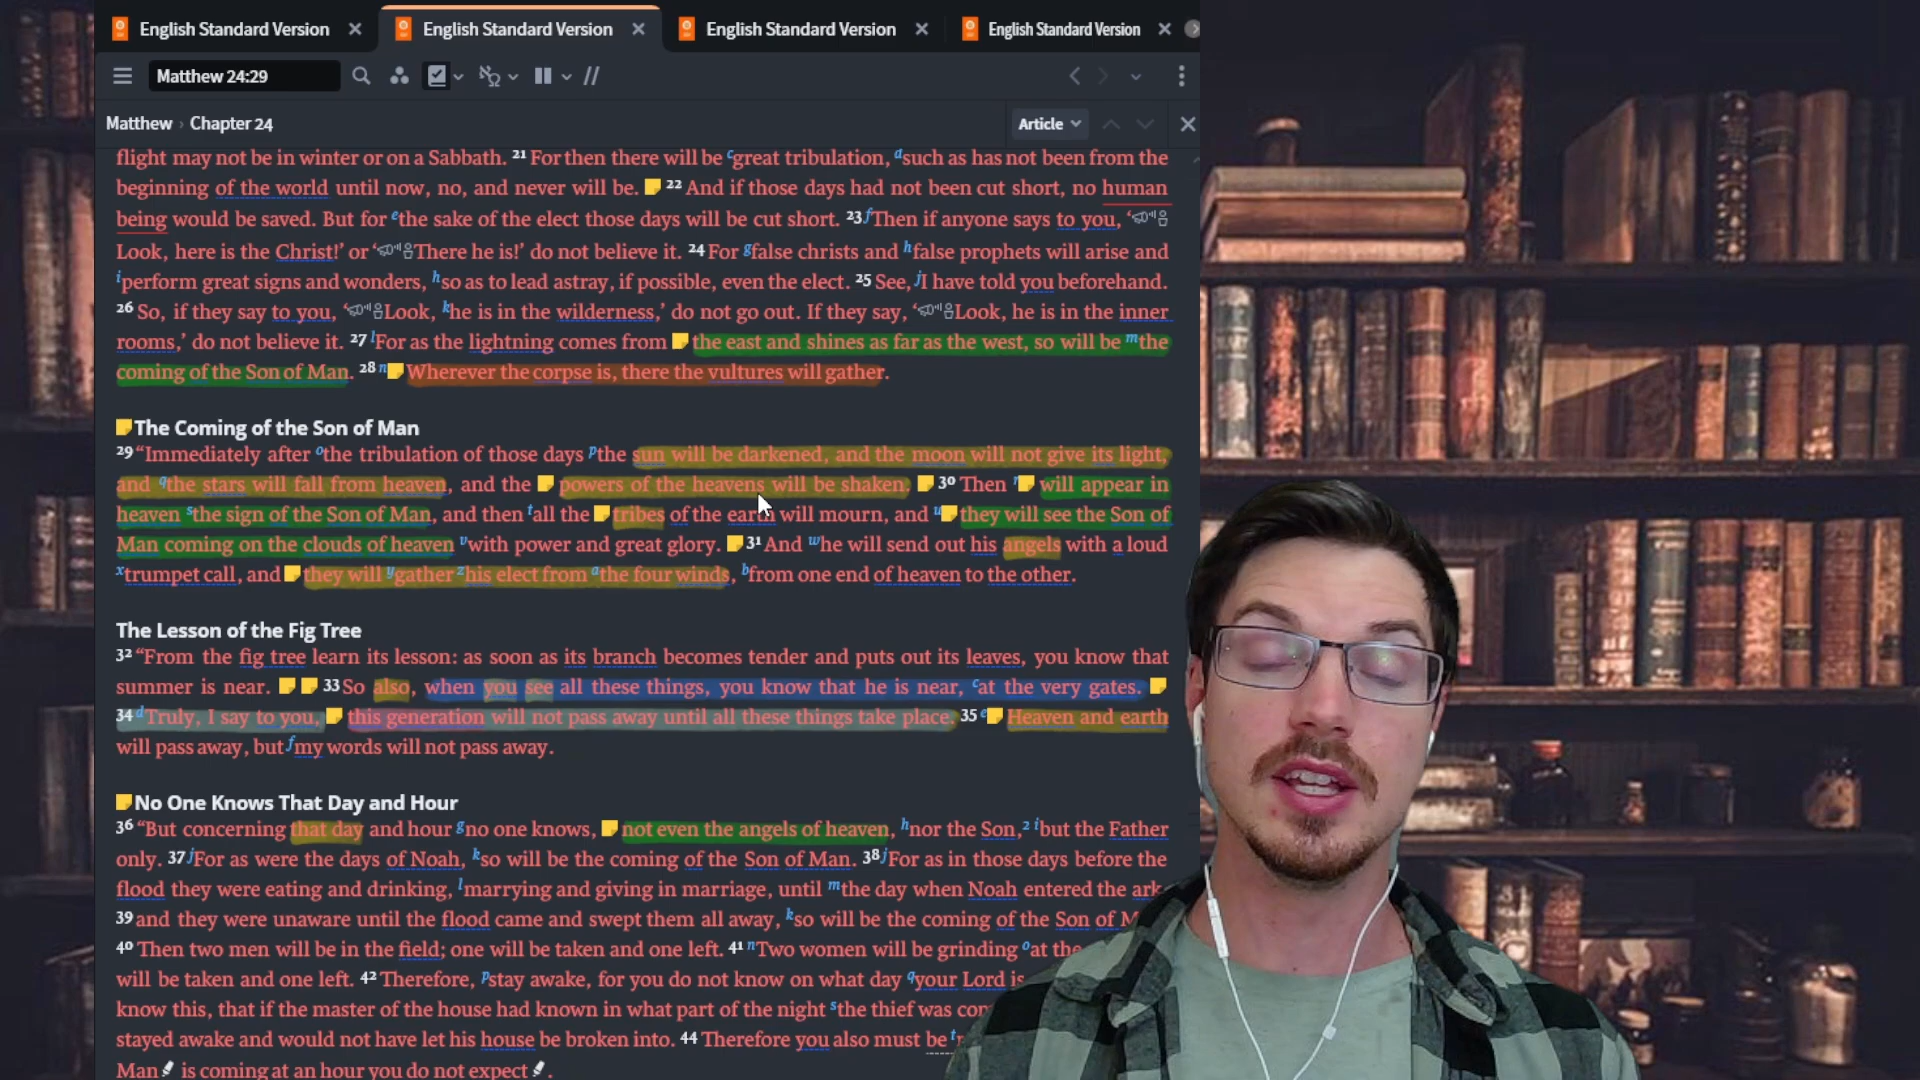 English Standard Version English Standard Version English Standard Version English Standard Version
Matthew 24:29
Matthew › Chapter 24 Article
flight may not be in winter or on a Sabbath. 21 For then there will be c great tribulation, d such as has not been from the
beginning of the world until now, no, and never will be. 22 And if those days had not been cut short, no human
being would be saved. But for e the sake of the elect those days will be cut short. 23 f Then if anyone says to you, ‘
Look, here is the Christ!’ or ‘There he is!’ do not believe it. 24 For g false christs and h false prophets will arise and
i perform great signs and wonders, h so as to lead astray, if possible, even the elect. 25 See, j I have told you beforehand.
26 So, if they say to you, ‘Look, k he is in the wilderness,’ do not go out. If they say, ‘Look, he is in the inner
rooms,’ do not believe it. 27 l For as the lightning comes from the east and shines as far as the west, so will be m the
coming of the Son of Man. 28 n Wherever the corpse is, there the vultures will gather.
The Coming of the Son of Man
29 “Immediately after o the tribulation of those days p the sun will be darkened, and the moon will not give its light,
and q the stars will fall from heaven, and the powers of the heavens will be shaken. 30 Then r will appear in
heaven s the sign of the Son of Man, and then t all the tribes of the earth will mourn, and u they will see the Son of
Man coming on the clouds of heaven v with power and great glory. 31 And w he will send out his angels with a loud
x trumpet call, and they will y gather z his elect from a the four winds, b from one end of heaven to the other.
The Lesson of the Fig Tree
32 “From the fig tree learn its lesson: as soon as its branch becomes tender and puts out its leaves, you know that
summer is near. 33 So also, when you see all these things, you know that he is near, c at the very gates.
34 d Truly, I say to you, this generation will not pass away until all these things take place. 35 e Heaven and earth
will pass away, but f my words will not pass away.
No One Knows That Day and Hour
36 “But concerning that day and hour g no one knows, not even the angels of heaven, h nor the Son, 2 i but the Father
only. 37 j For as were the days of Noah, k so will be the coming of the Son of Man. 38 j For as in those days before the
flood they were eating and drinking, l marrying and giving in marriage, until m the day when Noah entered the ark
39 and they were unaware until the flood came and swept them all away, k so will be the coming of the Son of M
40 Then two men will be in the field; one will be taken and one left. 41 n Two women will be grinding o at the
will be taken and one left. 42 Therefore, p stay awake, for you do not know on what day q your Lord is
know this, that if the master of the house had known in what part of the night s the thief was com
stayed awake and would not have let his house be broken into. 44 Therefore you also must be t
Man is coming at an hour you do not expect.